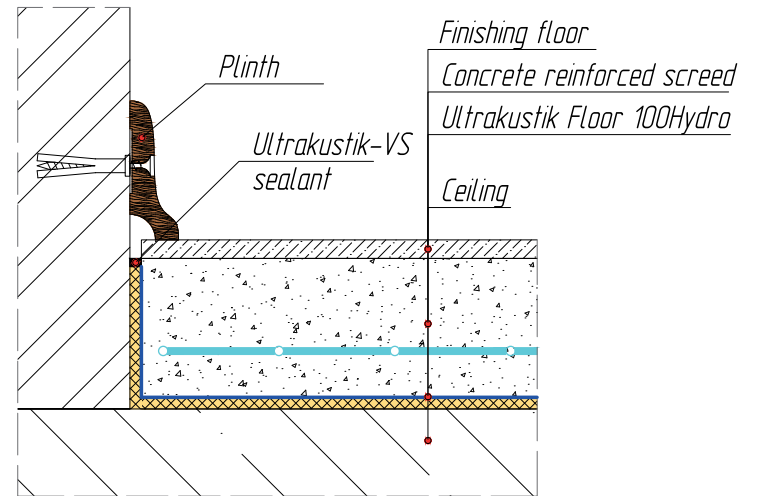 Finishing floor
Plinth
Concrete reinforced screed
Ultrakustik Floor 100Hydro
Ultrakustik-VS
sealant
Ceiling